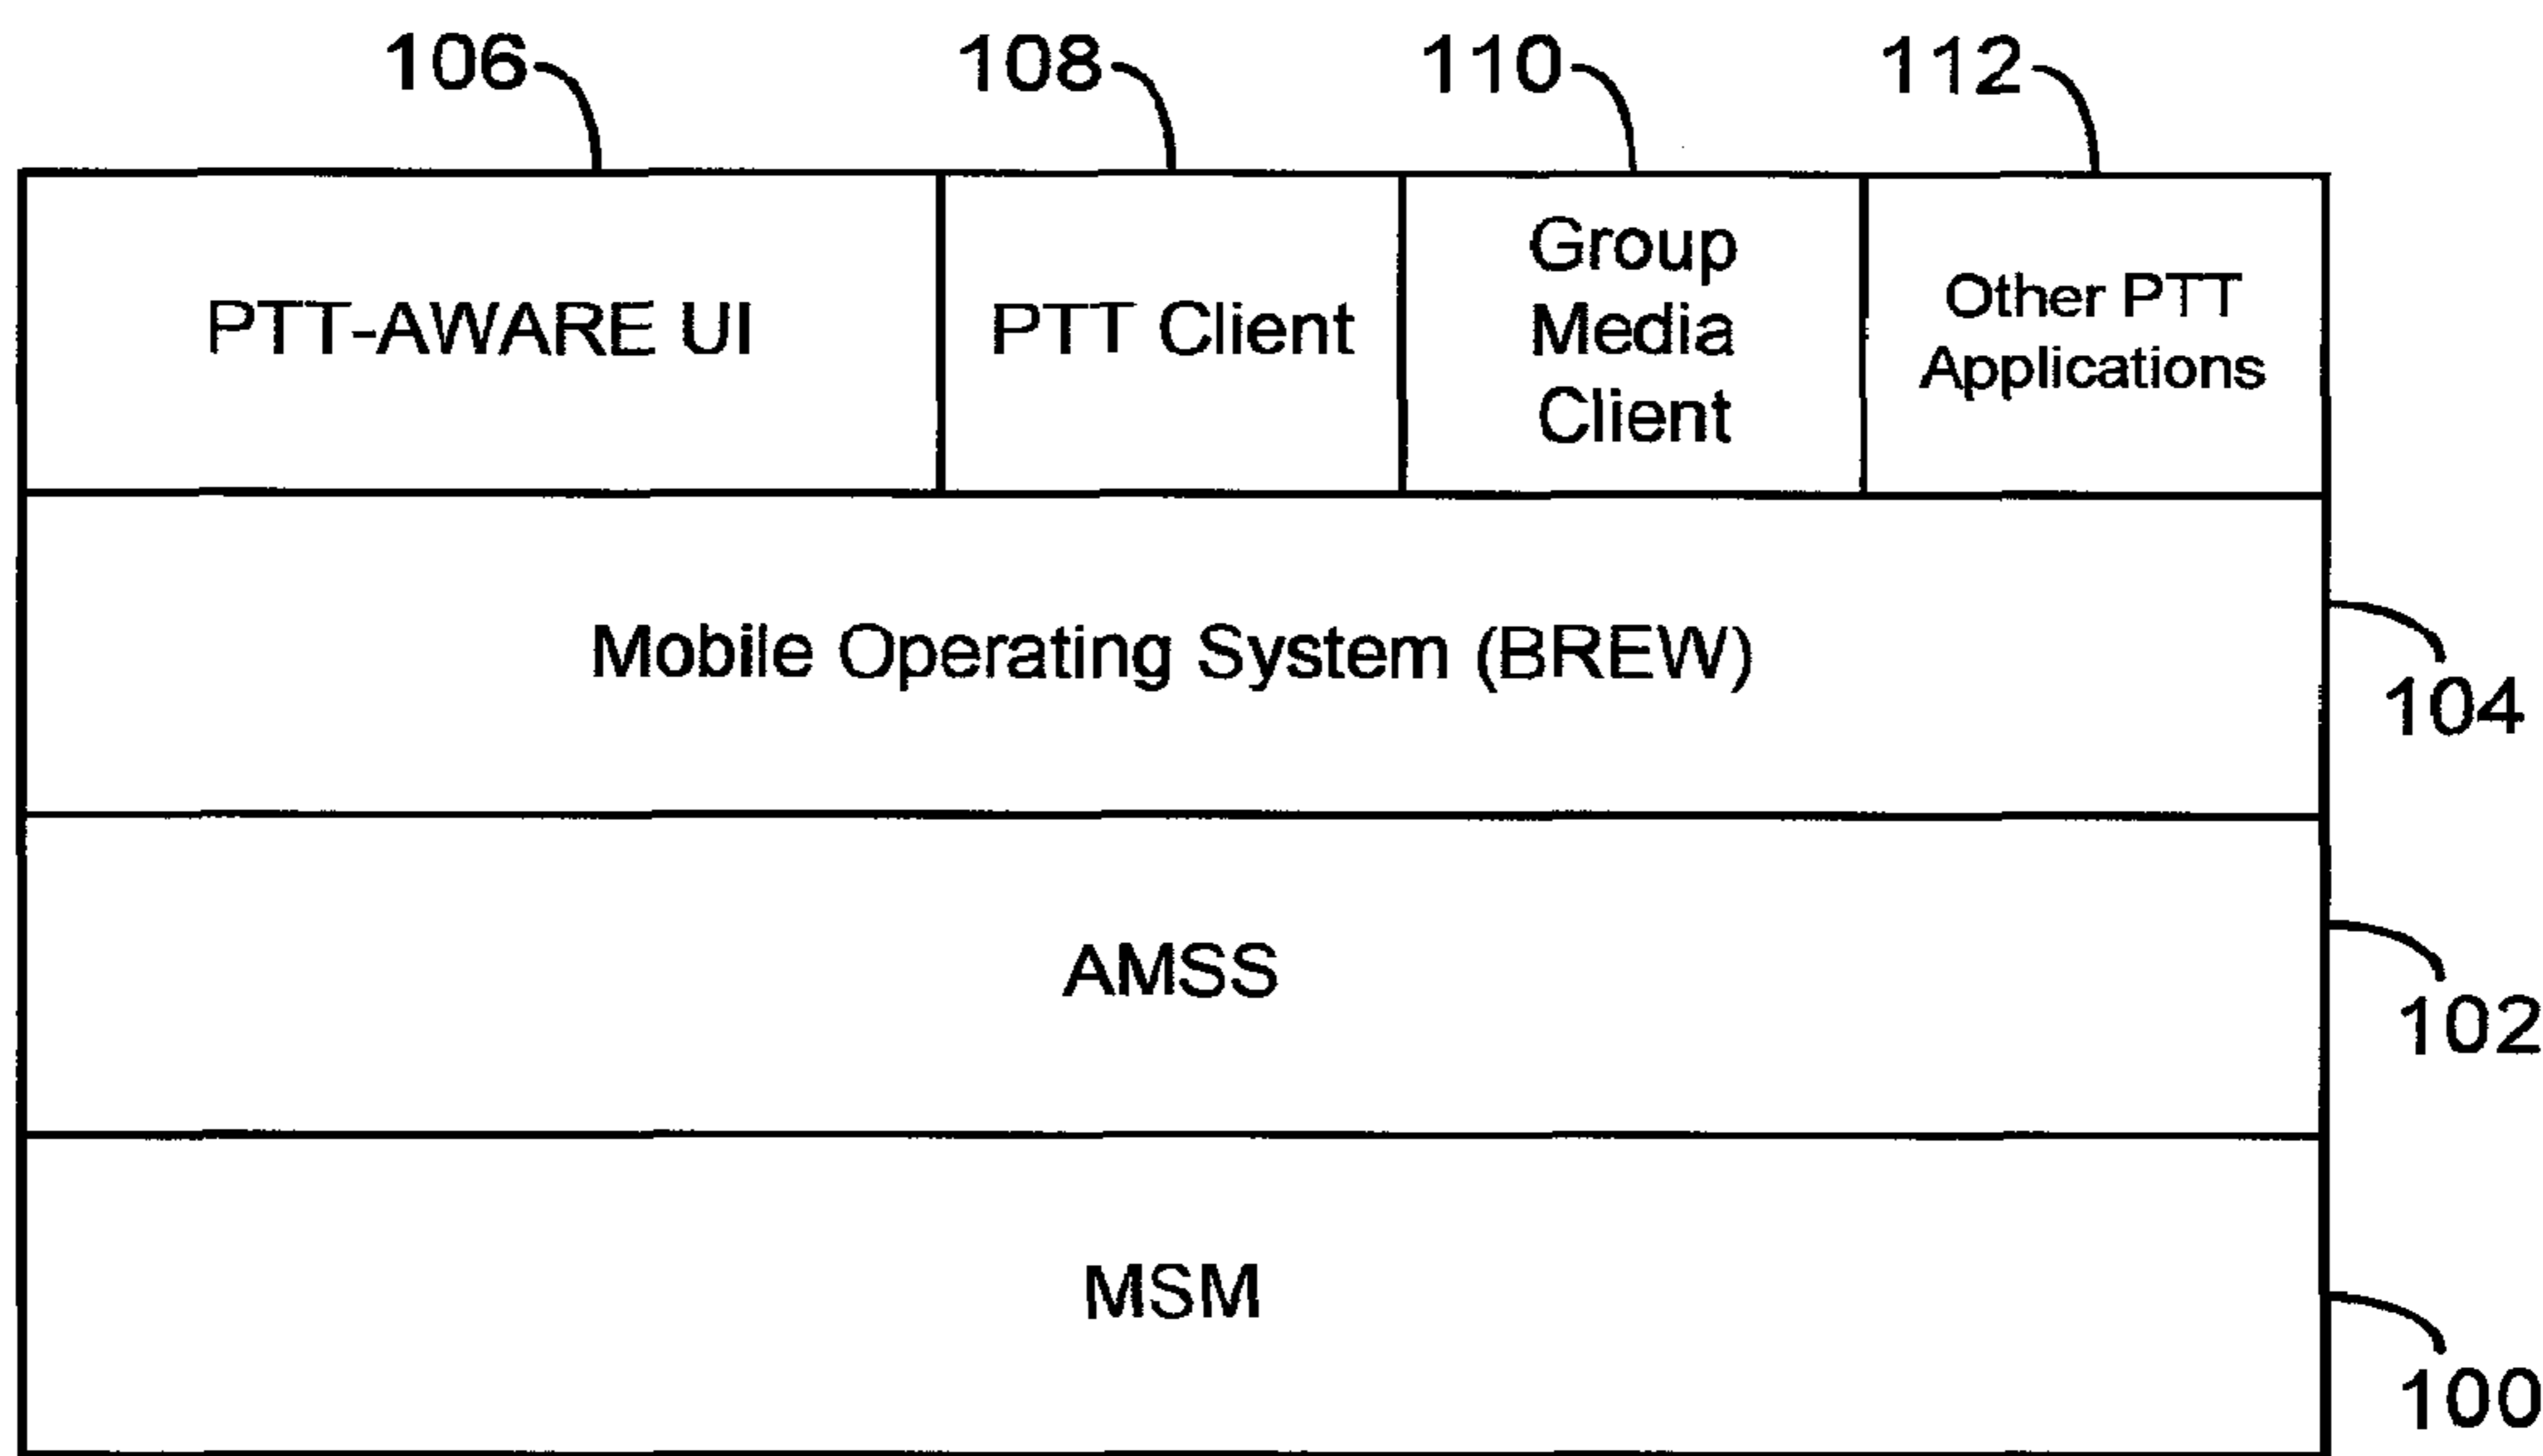 106
108
110
112
PTT-AWARE UI
PTT Client
Group
Media
Client
Other PTT
Applications
Mobile Operating System (BREW)
104
AMSS
102
MSM
100